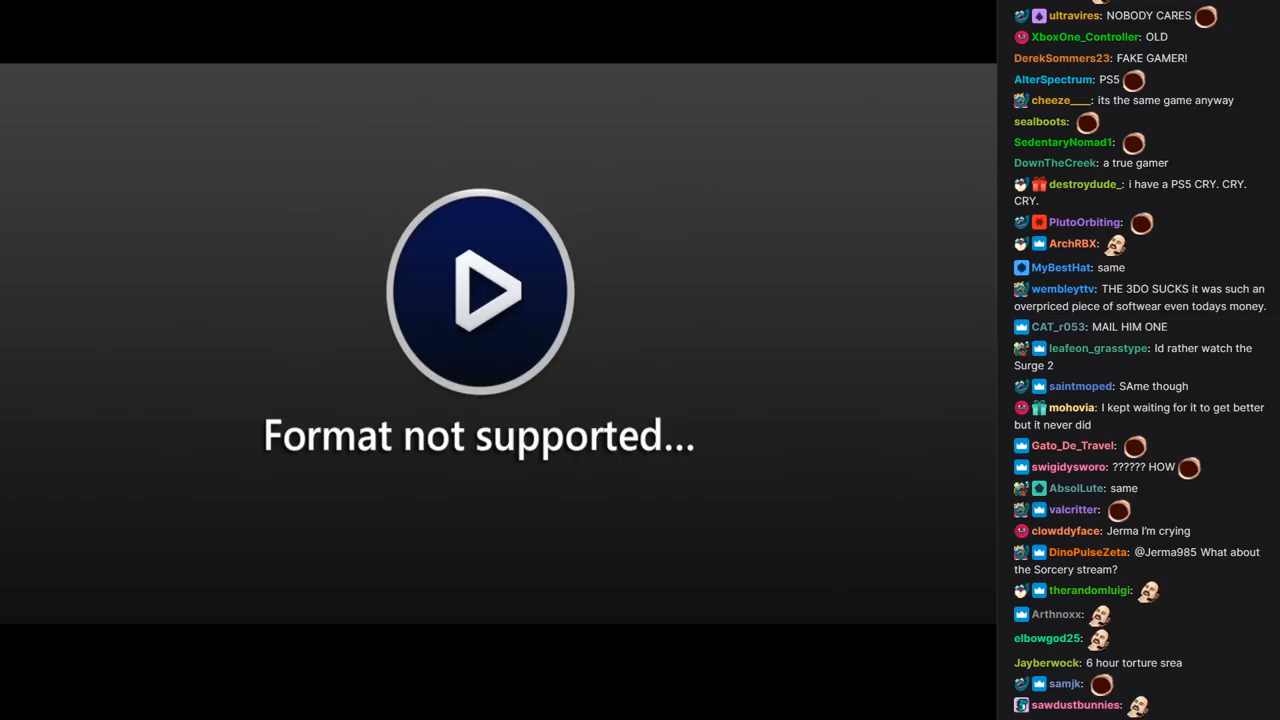 Format not supported...
ultravires: NOBODY CARES
XboxOne_Controller: OLD
DerekSommers23: FAKE GAMER!
AlterSpectrum: PS5
cheeze____: its the same game anyway
sealboots:
SedentaryNomad1:
DownTheCreek: a true gamer
destroydude_: i have a PS5 CRY. CRY.
CRY.
PlutoOrbiting:
ArchRBX:
MyBestHat: same
wembleyttv: THE 3DO SUCKS it was such an
overpriced piece of softwear even todays money.
CAT_r053: MAIL HIM ONE
leafeon_grasstype: Id rather watch the
Surge 2
saintmoped: SAme though
mohovia: I kept waiting for it to get better
but it never did
Gato_De_Travel:
swigidysworo: ?????? HOW
AbsolLute: same
valcritter:
clowddyface: Jerma I'm crying
DinoPulseZeta: @Jerma985 What about
the Sorcery stream?
therandomluigi:
Arthnoxx:
elbowgod25:
Jayberwock: 6 hour torture srea
samjk:
sawdustbunnies: